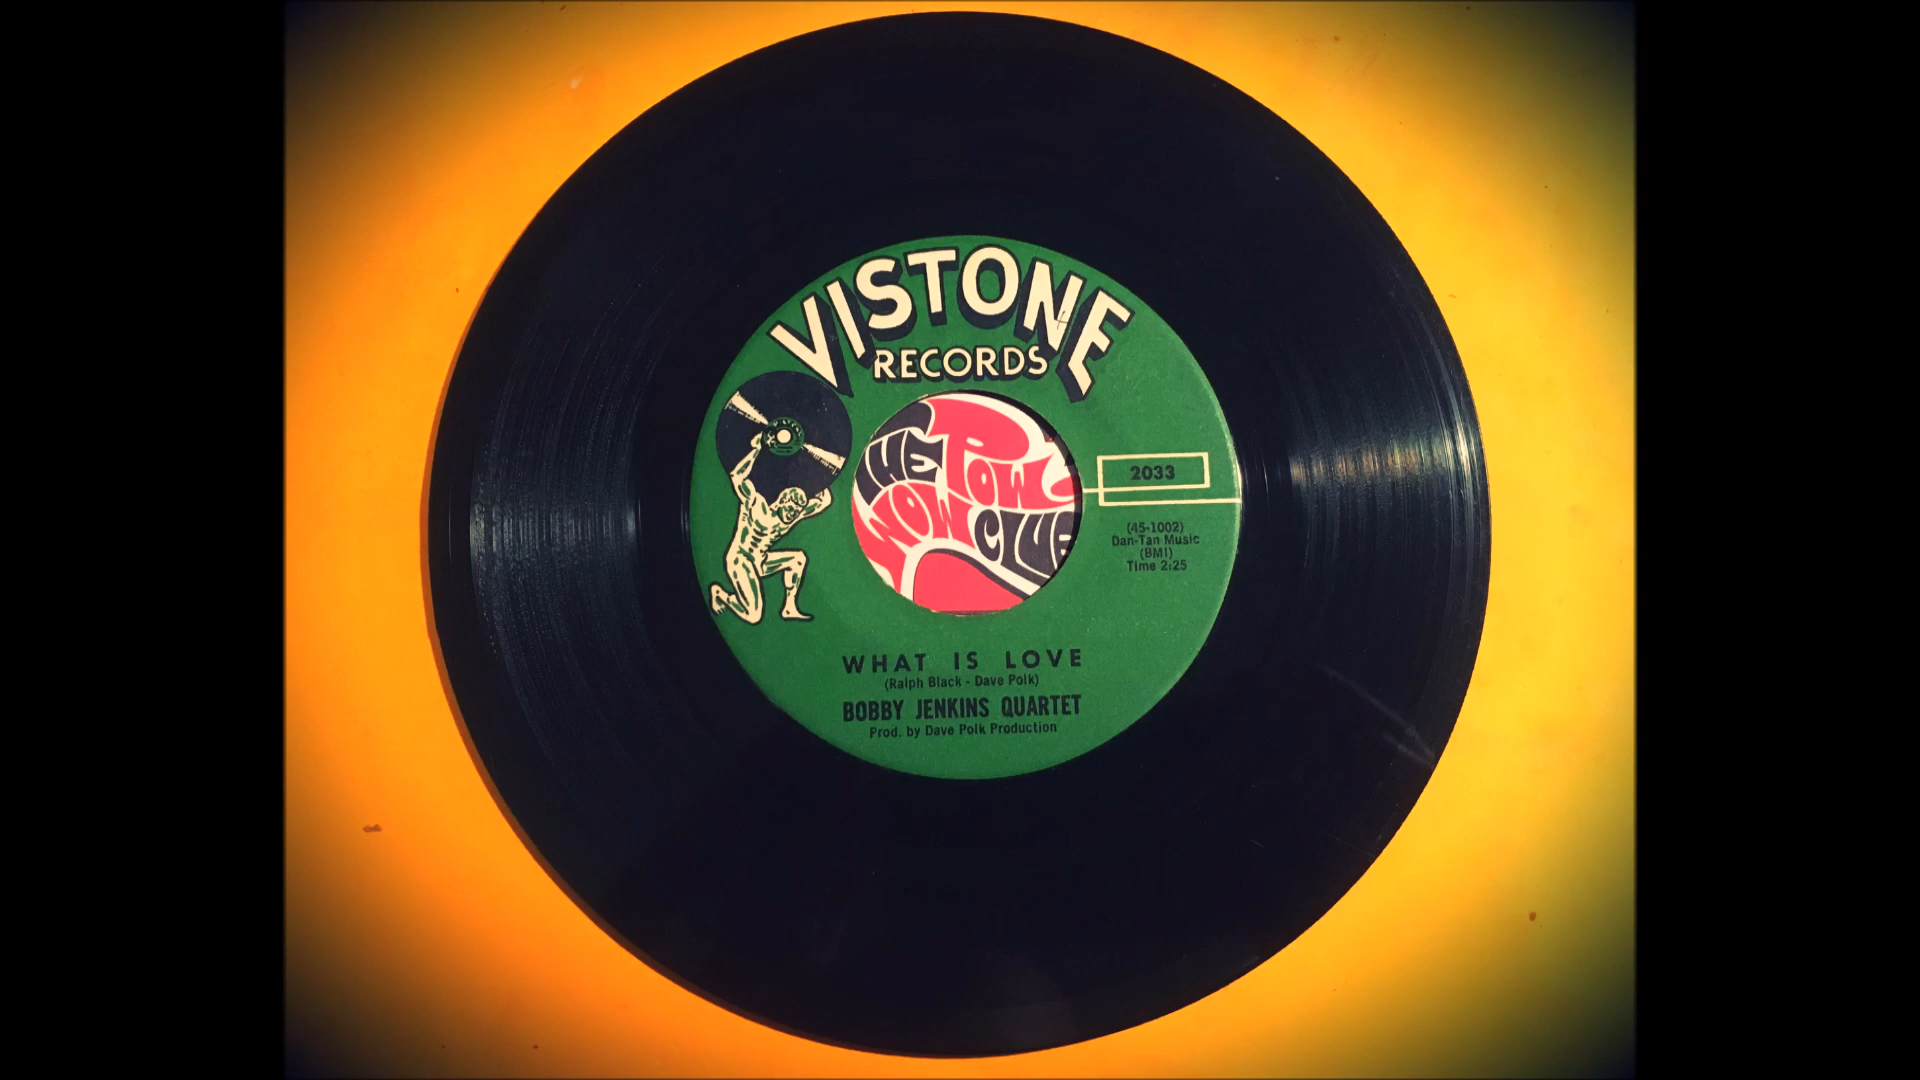 VISTONE
RECORDS
THE POW
WOW CLUB
2033
(45-1002)
Dan-Tan Music
(BMI)
Time 2:25
WHAT IS LOVE
(Ralph Black - Dave Polk)
BOBBY JENKINS QUARTET
Prod. by Dave Polk Production